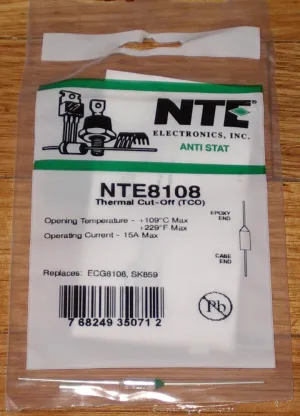 NTE
ELECTRONICS, INC.
ANTI STAT
NTE8108
Thermal Cut-Off (TCO)
Opening Temperature - +109°C Max
+229°F Max
Operating Current - 15A Max
EPOXY
END
CASE
END
Replaces: ECG8108, SK859
7 68249 35071 2
Pb